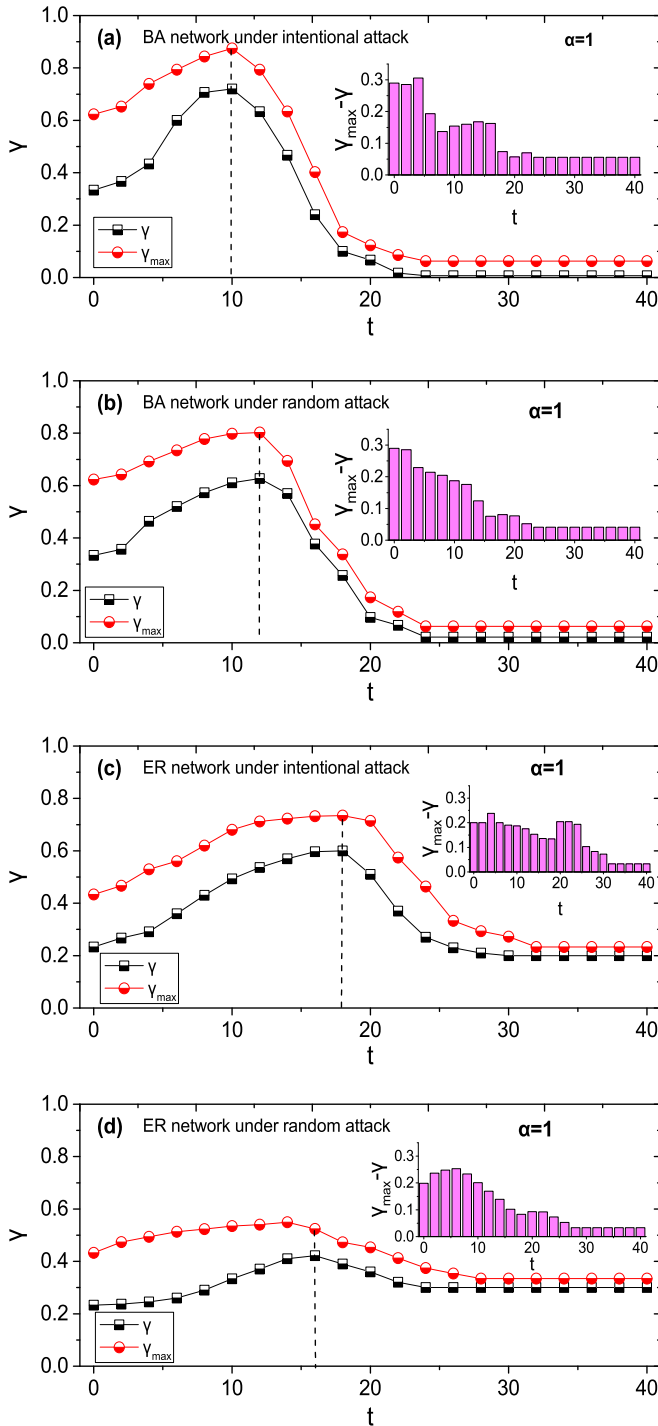 (a) BA network under intentional attack
α=1
γ
1.0
0.8
0.6
0.4
0.2
0.0
0 10 20 30 40
t
γ
γmax
γmax-γ
0.3
0.2
0.1
0.0
0 10 20 30 40
t
(b) BA network under random attack
α=1
γ
1.0
0.8
0.6
0.4
0.2
0.0
0 10 20 30 40
t
γ
γmax
γmax-γ
0.3
0.2
0.1
0.0
0 10 20 30 40
t
(c) ER network under intentional attack
α=1
γ
1.0
0.8
0.6
0.4
0.2
0.0
0 10 20 30 40
t
γ
γmax
γmax-γ
0.3
0.2
0.1
0.0
0 10 20 30 40
t
(d) ER network under random attack
α=1
γ
1.0
0.8
0.6
0.4
0.2
0.0
0 10 20 30 40
t
γ
γmax
γmax-γ
0.3
0.2
0.1
0.0
0 10 20 30 40
t